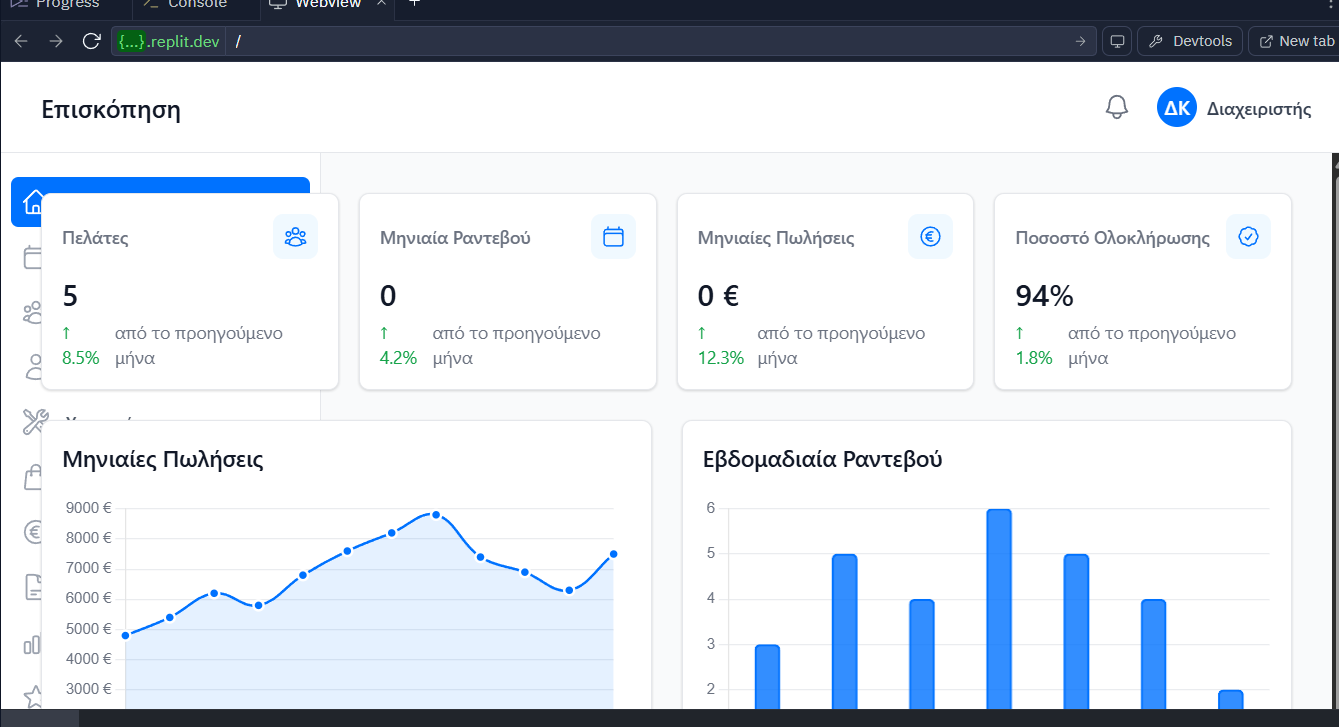 Progress Console Webview
{...}.replit.dev / Devtools New tab
Επισκόπηση
ΔΚ Διαχειριστής
Πελάτες
5
↑ 8.5% από το προηγούμενο μήνα
Μηνιαία Ραντεβού
0
↑ 4.2% από το προηγούμενο μήνα
Μηνιαίες Πωλήσεις
0 €
↑ 12.3% από το προηγούμενο μήνα
Ποσοστό Ολοκλήρωσης
94%
↑ 1.8% από το προηγούμενο μήνα
Μηνιαίες Πωλήσεις
9000 €
8000 €
7000 €
6000 €
5000 €
4000 €
3000 €
Εβδομαδιαία Ραντεβού
6
5
4
3
2